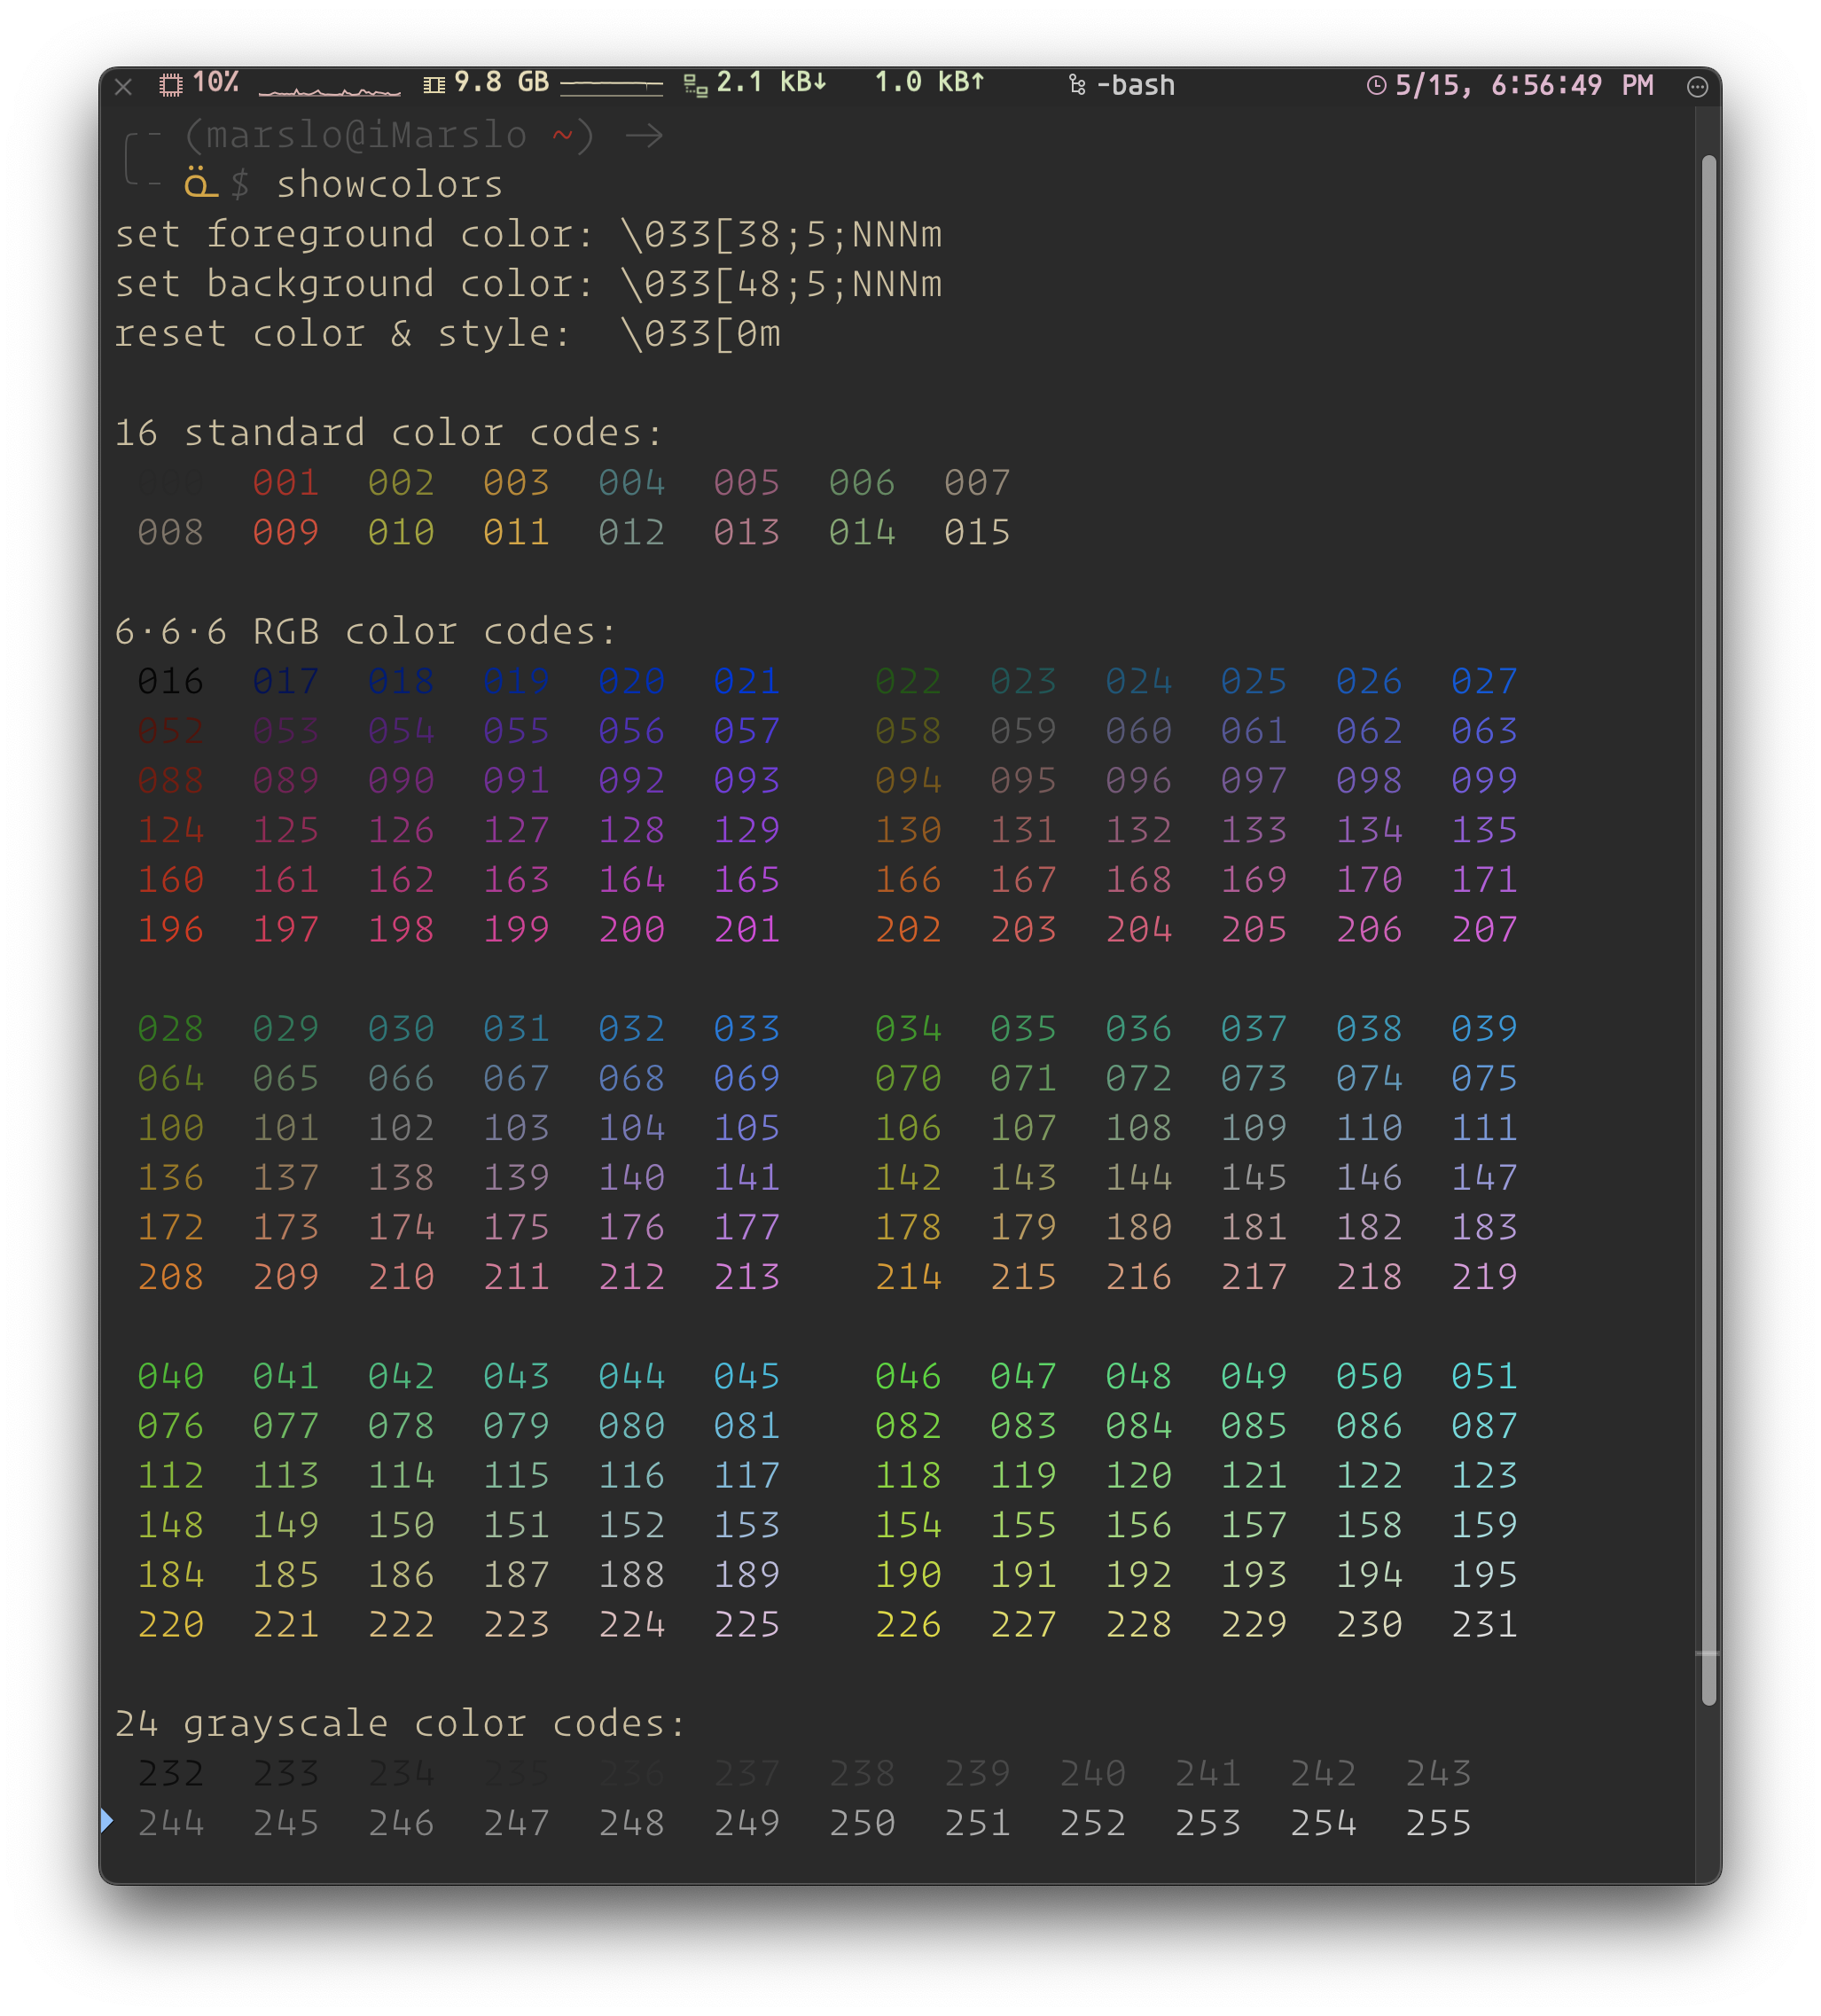 10% 9.8 GB 2.1 kB↓ 1.0 kB↑ -bash 5/15, 6:56:49 PM
(marslo@iMarslo ~) →
$ showcolors
set foreground color: \033[38;5;NNNm
set background color: \033[48;5;NNNm
reset color & style:  \033[0m
16 standard color codes:
000 001 002 003 004 005 006 007
008 009 010 011 012 013 014 015
6·6·6 RGB color codes:
016 017 018 019 020 021 022 023 024 025 026 027
052 053 054 055 056 057 058 059 060 061 062 063
088 089 090 091 092 093 094 095 096 097 098 099
124 125 126 127 128 129 130 131 132 133 134 135
160 161 162 163 164 165 166 167 168 169 170 171
196 197 198 199 200 201 202 203 204 205 206 207
028 029 030 031 032 033 034 035 036 037 038 039
064 065 066 067 068 069 070 071 072 073 074 075
100 101 102 103 104 105 106 107 108 109 110 111
136 137 138 139 140 141 142 143 144 145 146 147
172 173 174 175 176 177 178 179 180 181 182 183
208 209 210 211 212 213 214 215 216 217 218 219
040 041 042 043 044 045 046 047 048 049 050 051
076 077 078 079 080 081 082 083 084 085 086 087
112 113 114 115 116 117 118 119 120 121 122 123
148 149 150 151 152 153 154 155 156 157 158 159
184 185 186 187 188 189 190 191 192 193 194 195
220 221 222 223 224 225 226 227 228 229 230 231
24 grayscale color codes:
232 233 234 235 236 237 238 239 240 241 242 243
244 245 246 247 248 249 250 251 252 253 254 255